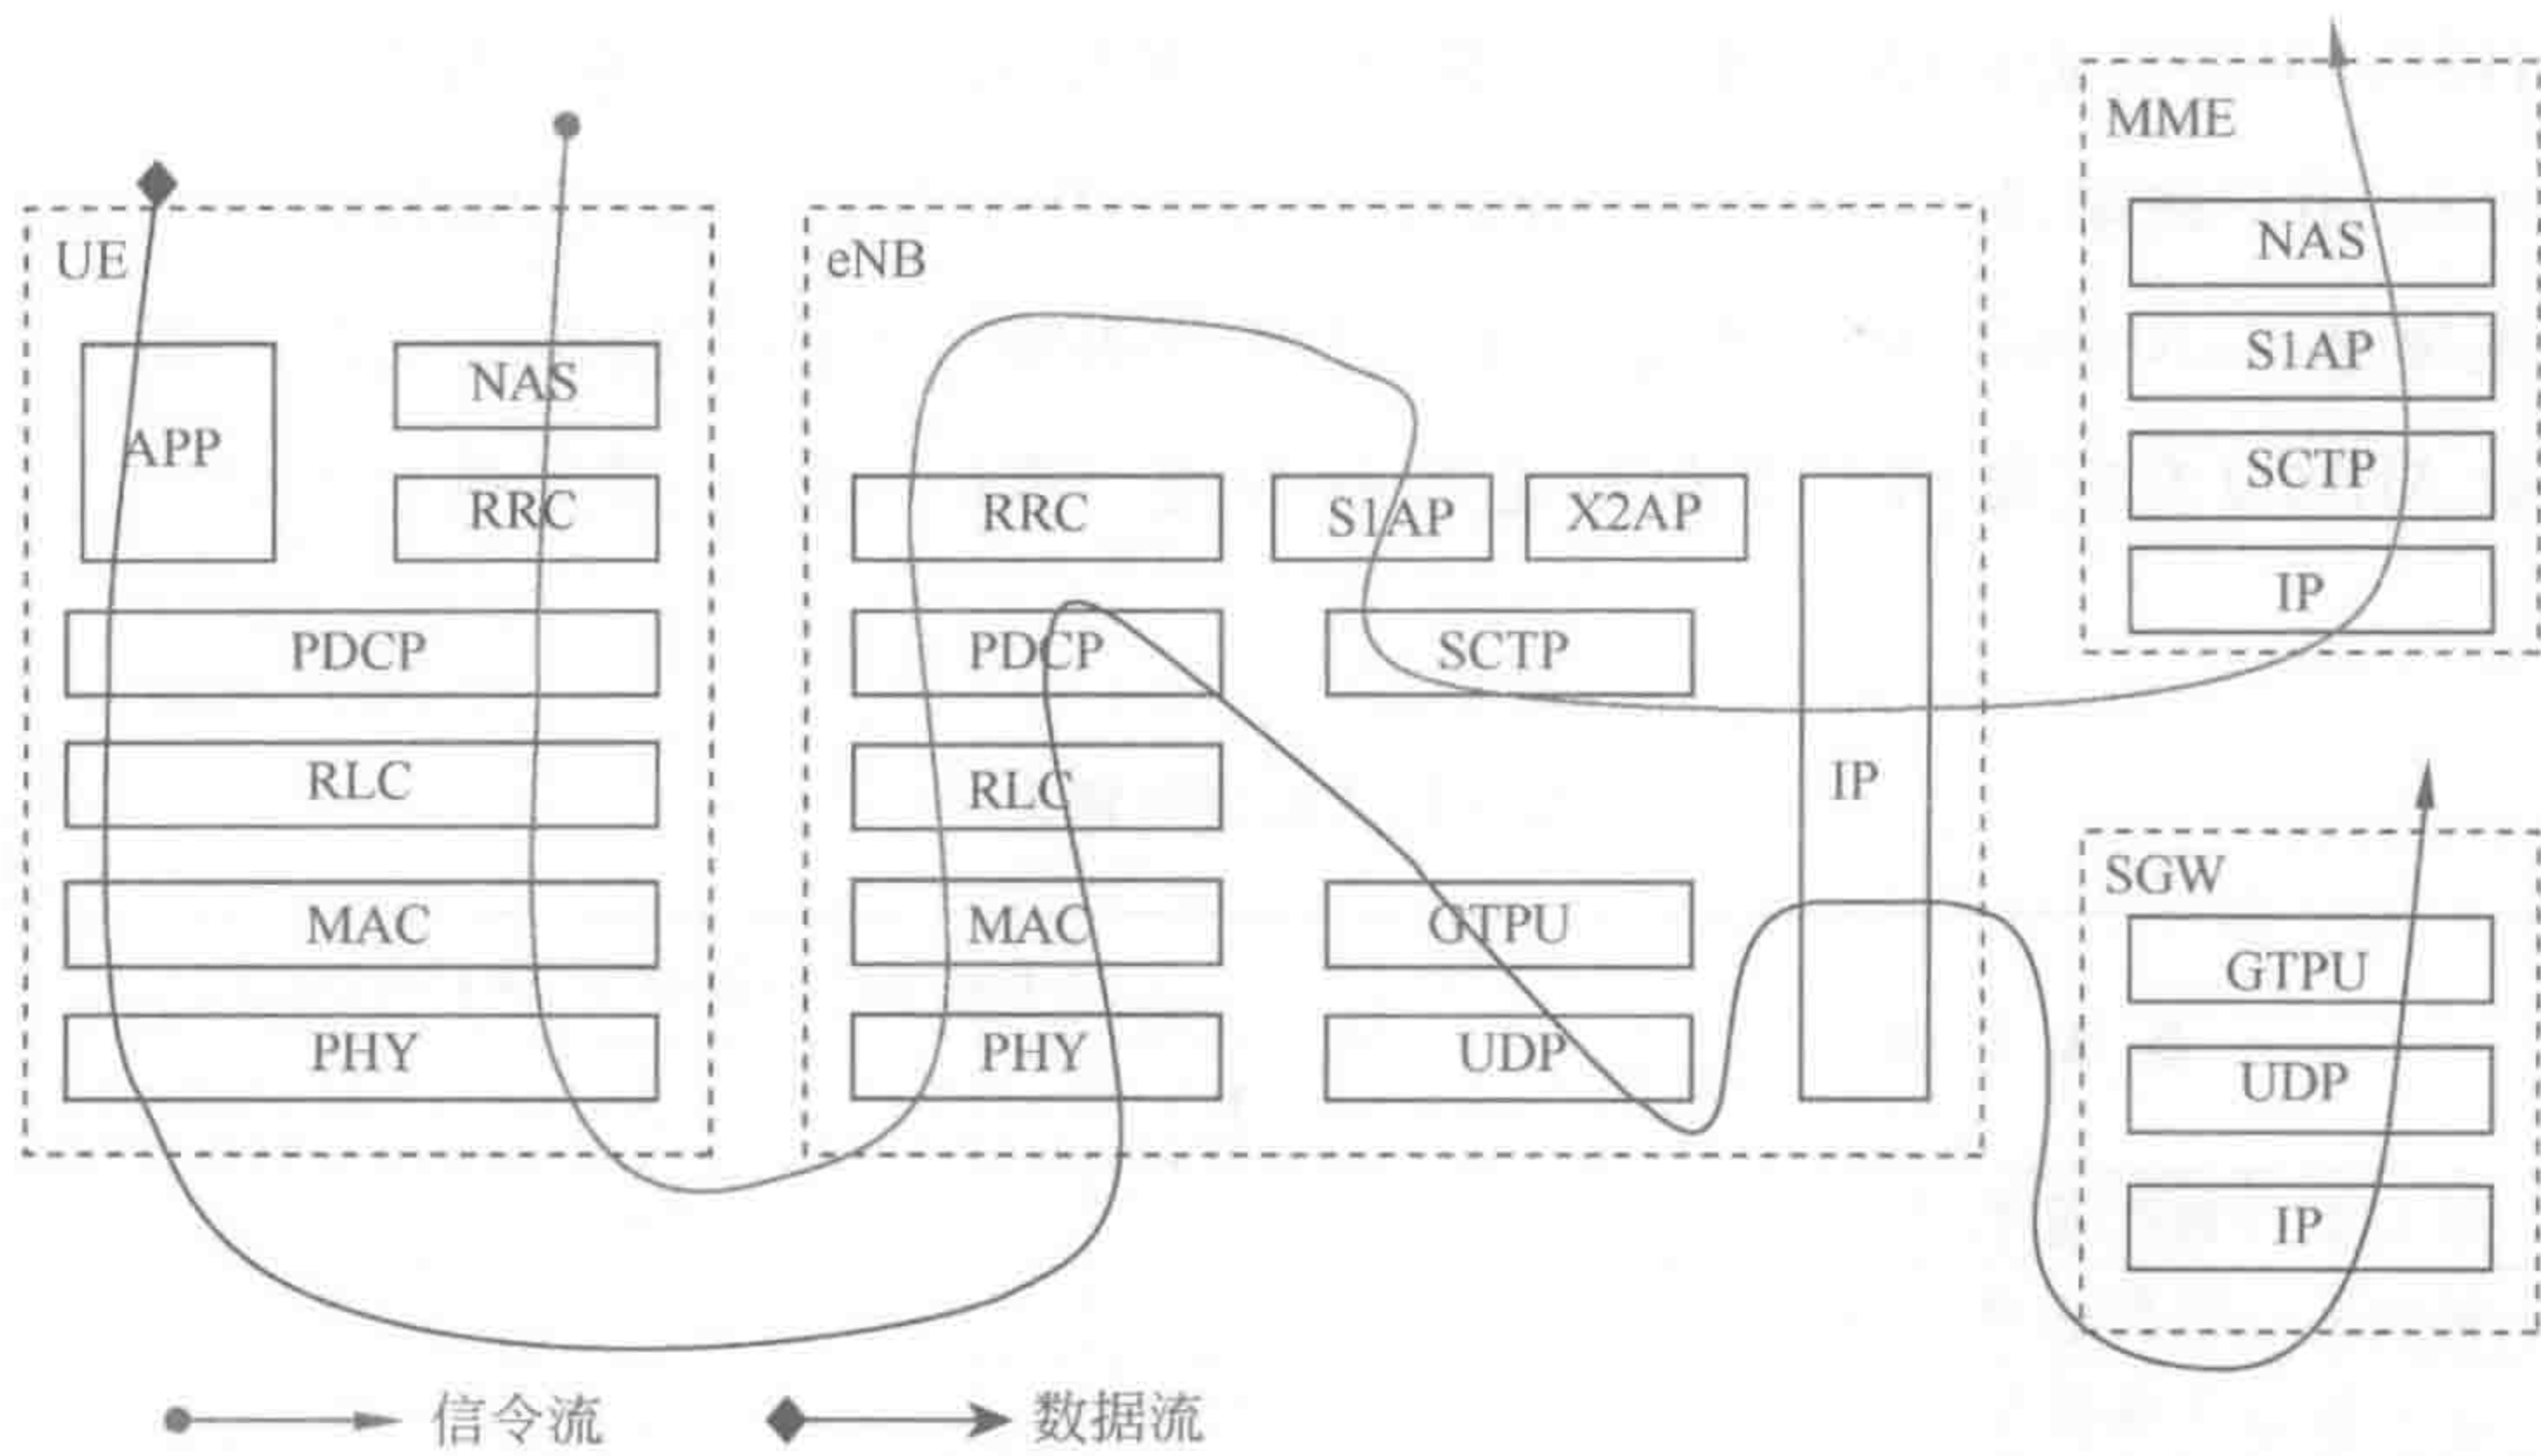 UE
APP
NAS
RRC
PDCP
RLC
MAC
PHY
eNB
RRC
PDCP
RLC
MAC
PHY
S1AP
X2AP
SCTP
GTPU
UDP
IP
MME
NAS
S1AP
SCTP
IP
SGW
GTPU
UDP
IP
信令流
数据流